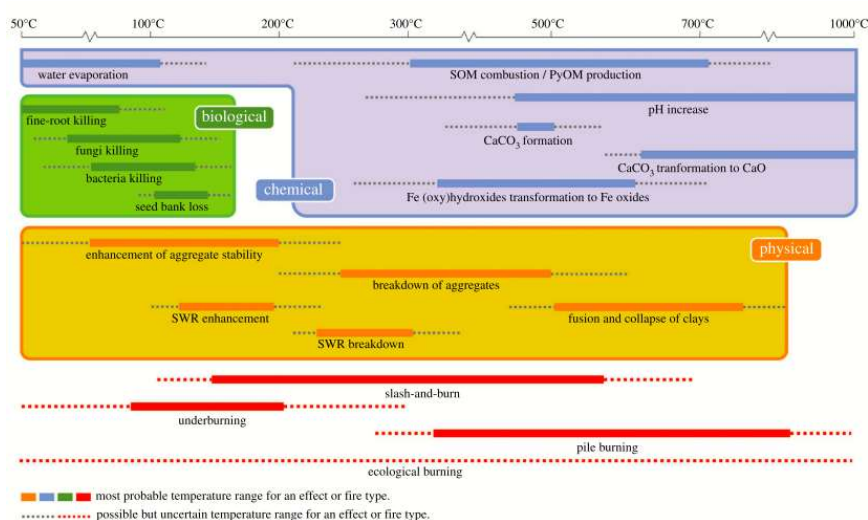 50°C 100°C 200°C 300°C 500°C 700°C 1000°C
water evaporation
SOM combustion / PyOM production
pH increase
CaCO3 formation
CaCO3 tranformation to CaO
Fe (oxy)hydroxides transformation to Fe oxides
chemical
biological
fine-root killing
fungi killing
bacteria killing
seed bank loss
physical
enhancement of aggregate stability
breakdown of aggregates
SWR enhancement
fusion and collapse of clays
SWR breakdown
slash-and-burn
underburning
pile burning
ecological burning
most probable temperature range for an effect or fire type.
possible but uncertain temperature range for an effect or fire type.